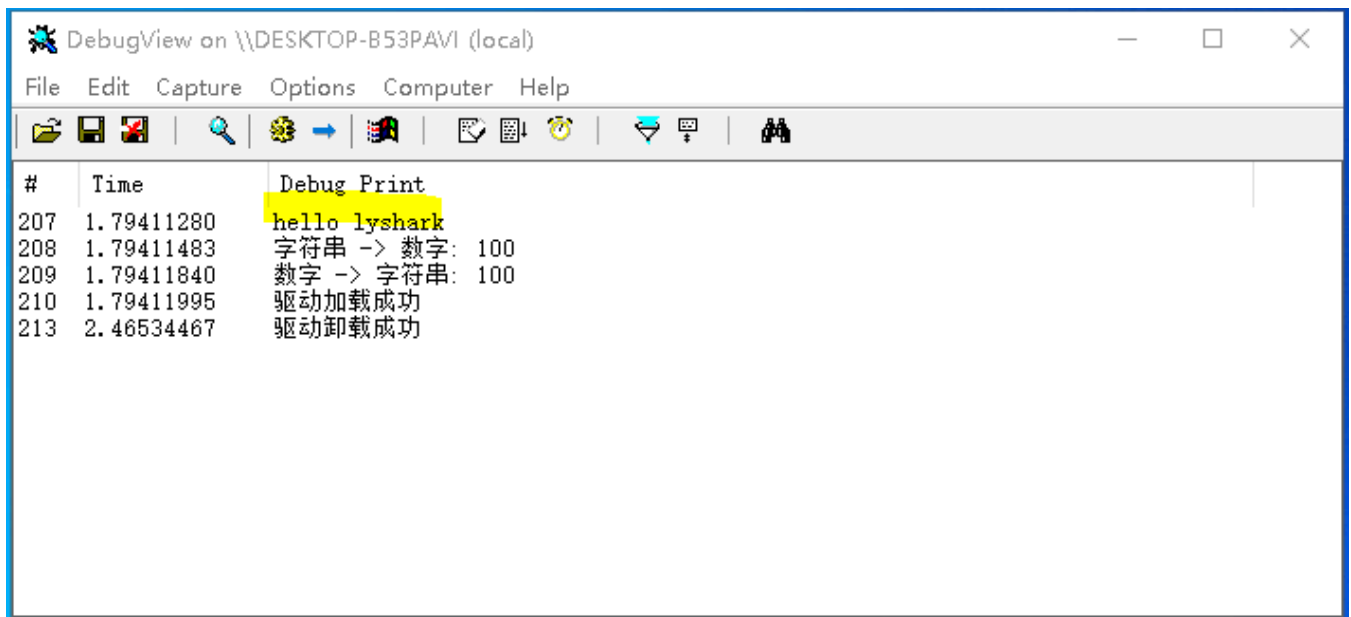 DebugView on \\DESKTOP-B53PAVI (local)
File Edit Capture Options Computer Help
# Time Debug Print
207 1.79411280 hello lyshark
208 1.79411483 字符串 -> 数字: 100
209 1.79411840 数字 -> 字符串: 100
210 1.79411995 驱动加载成功
213 2.46534467 驱动卸载成功